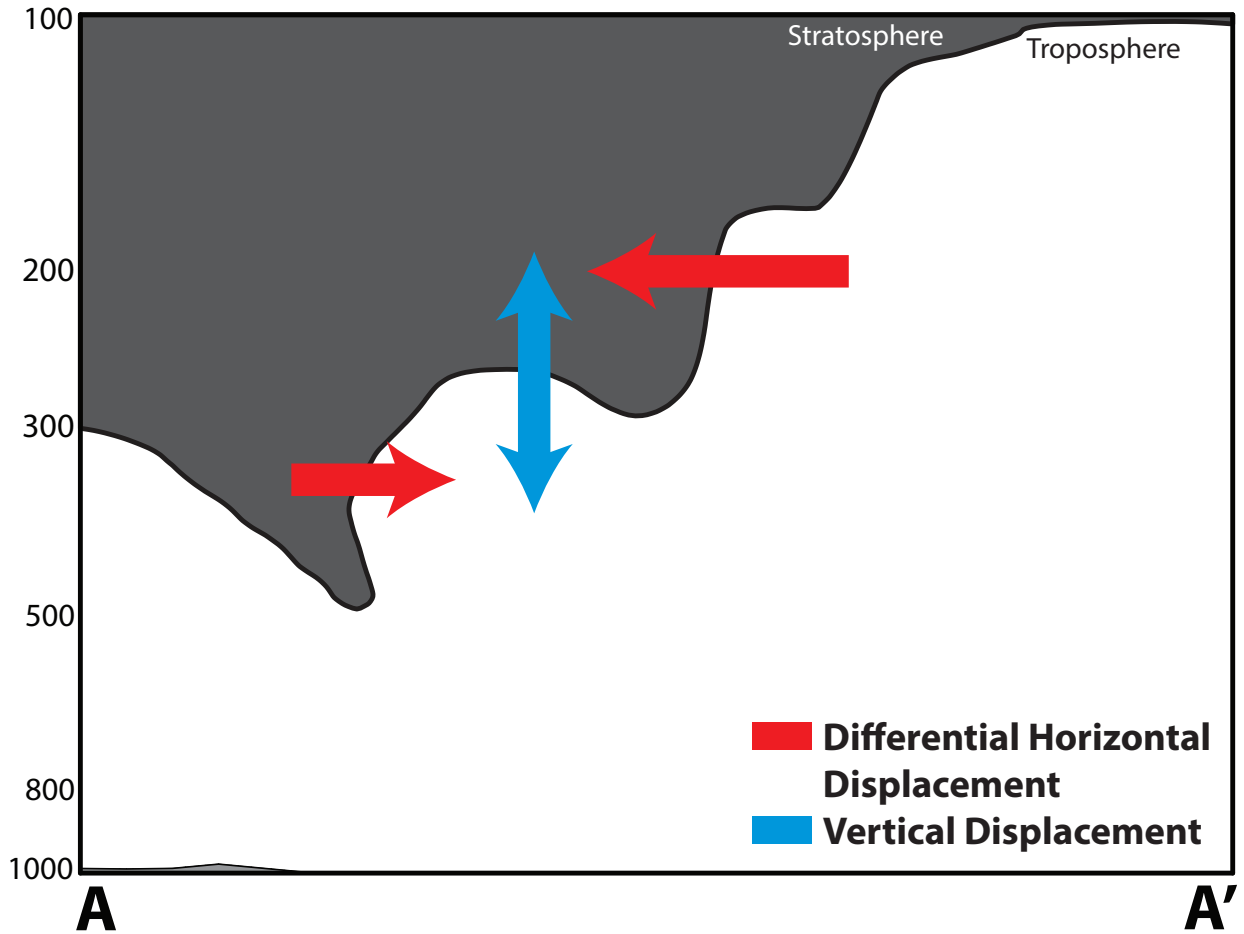 100
Stratosphere
Troposphere
200
300
500
800
1000
Differential Horizontal
Displacement
Vertical Displacement
A
A′